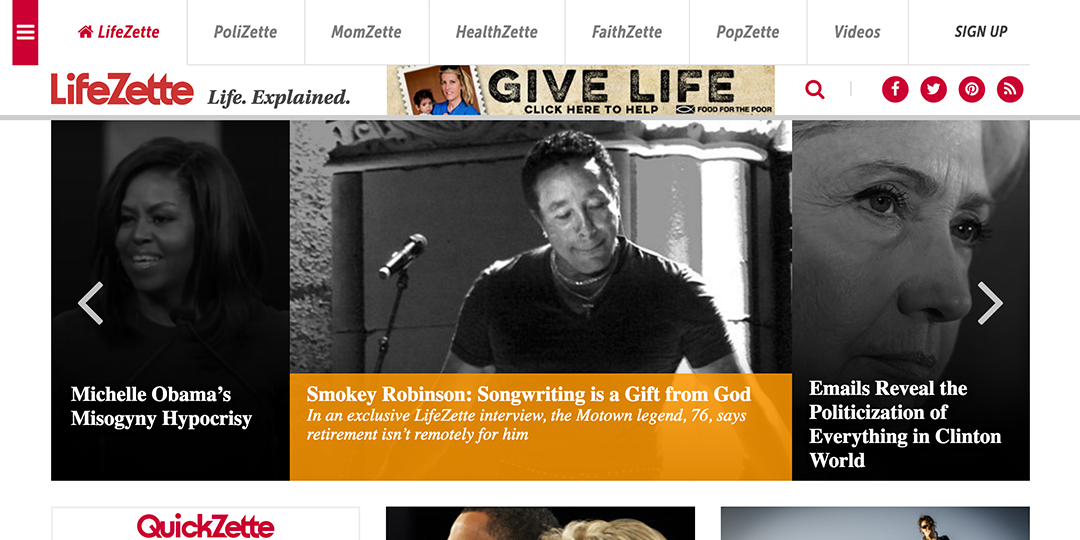 LifeZette
PoliZette
MomZette
HealthZette
FaithZette
PopZette
Videos
SIGN UP
LifeZette
Life. Explained.
GIVE LIFE
CLICK HERE TO HELP
FOOD FOR THE POOR
Michelle Obama’s
Misogyny Hypocrisy
Smokey Robinson: Songwriting is a Gift from God
In an exclusive LifeZette interview, the Motown legend, 76, says
retirement isn’t remotely for him
Emails Reveal the
Politicization of
Everything in Clinton
World
QuickZette